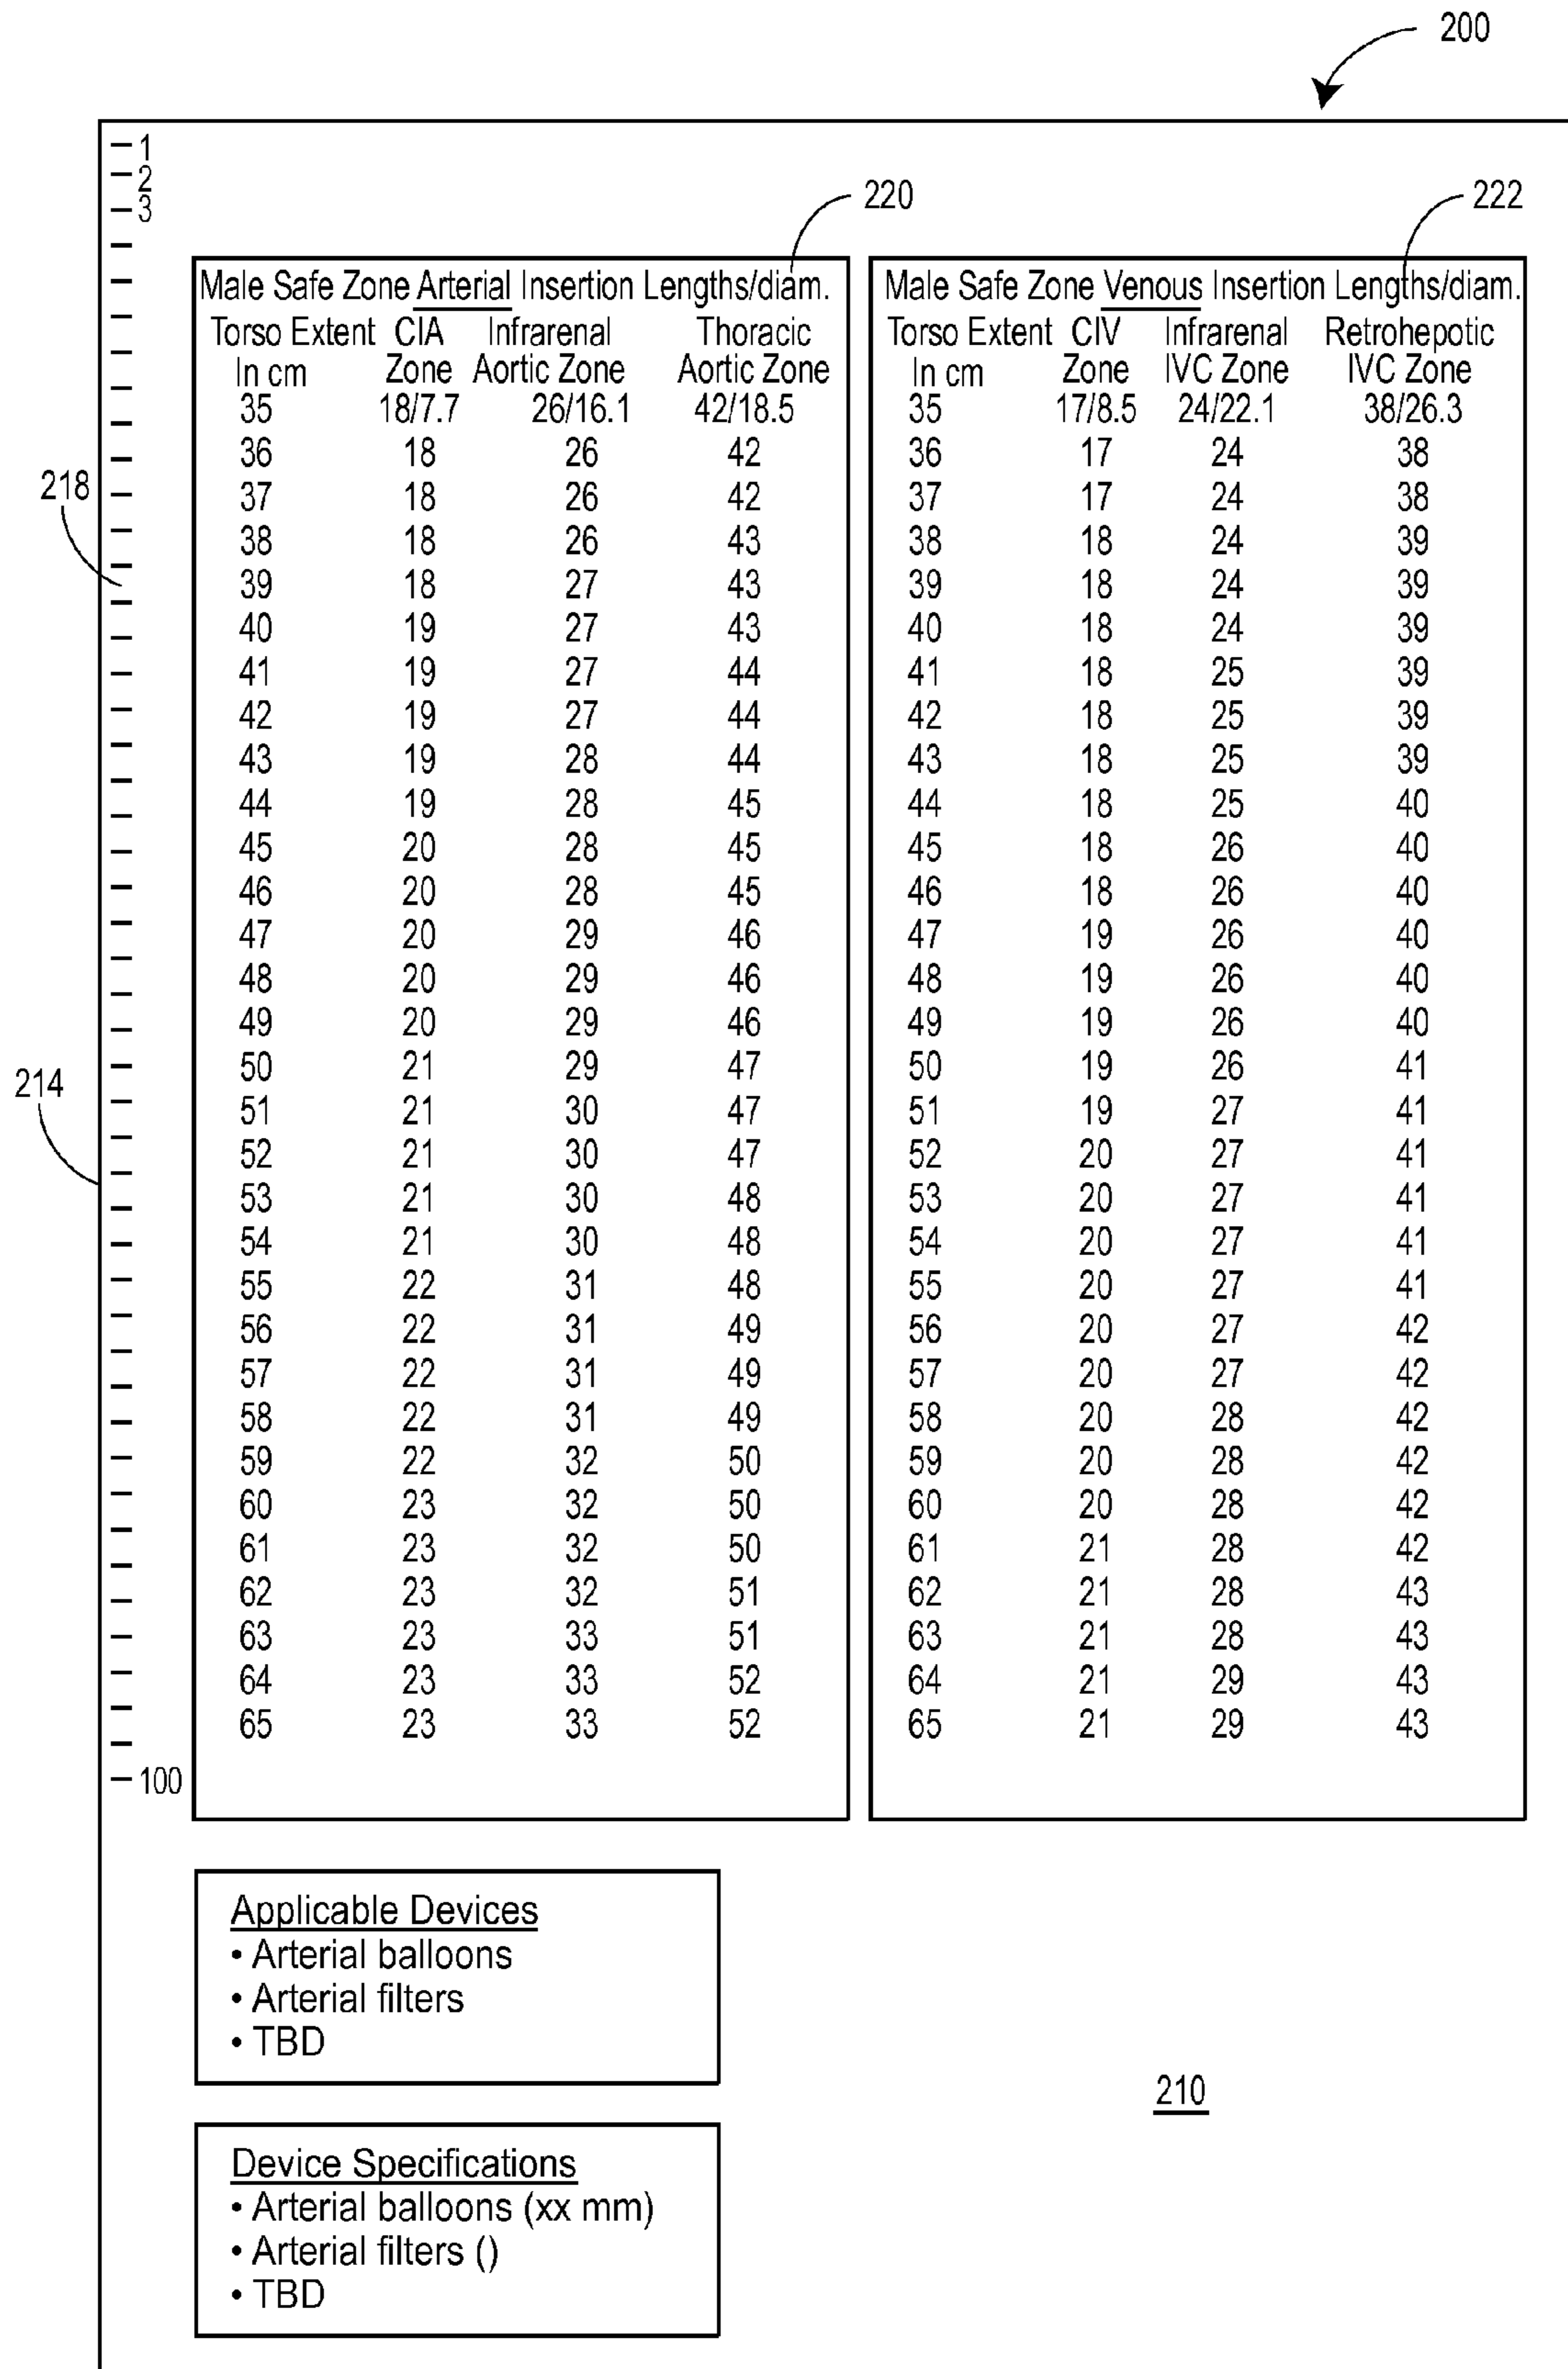 200
1
2
3
220
222
Male Safe Zone Arterial Insertion Lengths/diam.
Torso Extent CIA Infrarenal Thoracic
In cm Zone Aortic Zone Aortic Zone
35 18/7.7 26/16.1 42/18.5
36 18 26 42
37 18 26 42
38 18 26 43
39 18 27 43
40 19 27 43
41 19 27 44
42 19 27 44
43 19 28 44
44 19 28 45
45 20 28 45
46 20 28 45
47 20 29 46
48 20 29 46
49 20 29 46
50 21 29 47
51 21 30 47
52 21 30 47
53 21 30 48
54 21 30 48
55 22 31 48
56 22 31 49
57 22 31 49
58 22 31 49
59 22 32 50
60 23 32 50
61 23 32 50
62 23 32 51
63 23 33 51
64 23 33 52
65 23 33 52
Male Safe Zone Venous Insertion Lengths/diam.
Torso Extent CIV Infrarenal Retrohepotic
In cm Zone IVC Zone IVC Zone
35 17/8.5 24/22.1 38/26.3
36 17 24 38
37 17 24 38
38 18 24 39
39 18 24 39
40 18 24 39
41 18 25 39
42 18 25 39
43 18 25 39
44 18 25 40
45 18 26 40
46 18 26 40
47 19 26 40
48 19 26 40
49 19 26 40
50 19 26 41
51 19 27 41
52 20 27 41
53 20 27 41
54 20 27 41
55 20 27 41
56 20 27 42
57 20 27 42
58 20 28 42
59 20 28 42
60 20 28 42
61 21 28 42
62 21 28 43
63 21 28 43
64 21 29 43
65 21 29 43
218
214
100
Applicable Devices
• Arterial balloons
• Arterial filters
• TBD
210
Device Specifications
• Arterial balloons (xx mm)
• Arterial filters ()
• TBD